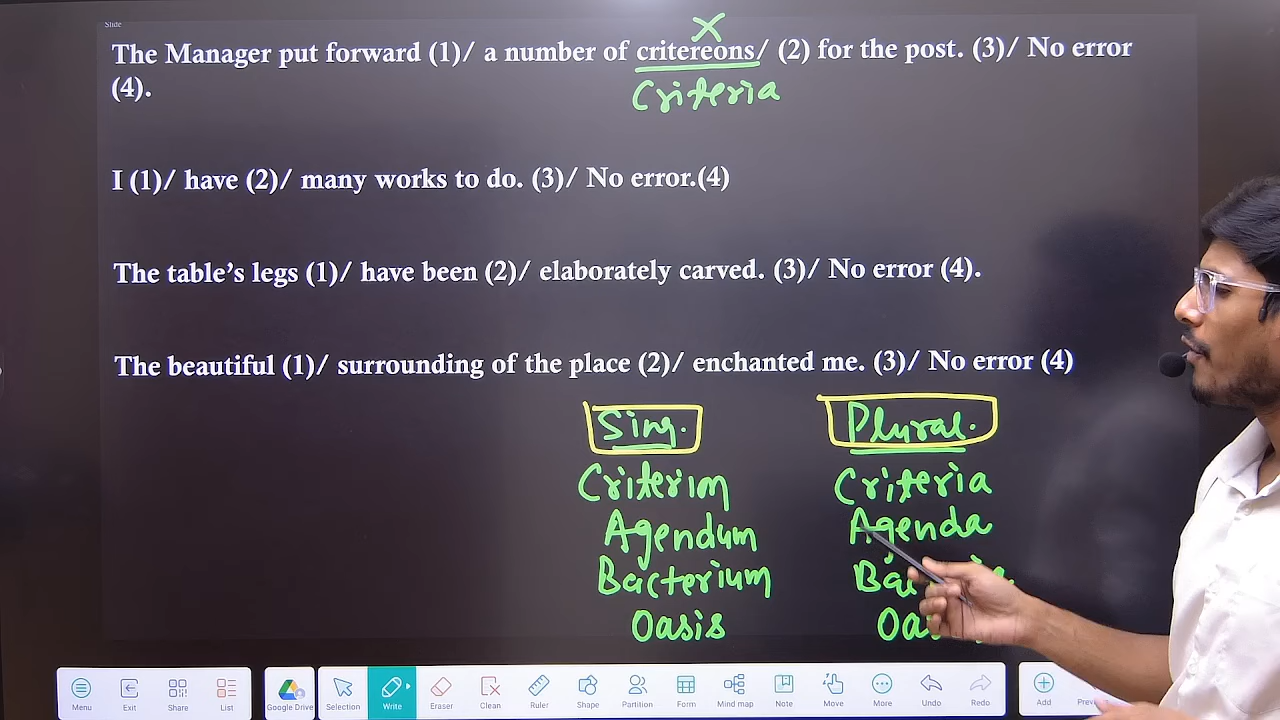 Slide
The Manager put forward (1)/ a number of critereons/ (2) for the post. (3)/ No error
(4).
Criteria
I (1)/ have (2)/ many works to do. (3)/ No error.(4)
The table's legs (1)/ have been (2)/ elaborately carved. (3)/ No error (4).
The beautiful (1)/ surrounding of the place (2)/ enchanted me. (3)/ No error (4)
Sing. Plural.
Criterion Criteria
Agendum Agenda
Bacterium
Oasis
Menu Exit Share List Google Drive Selection Write Eraser Clean Ruler Shape Partition Form Mind map Note Move More Undo Redo Add